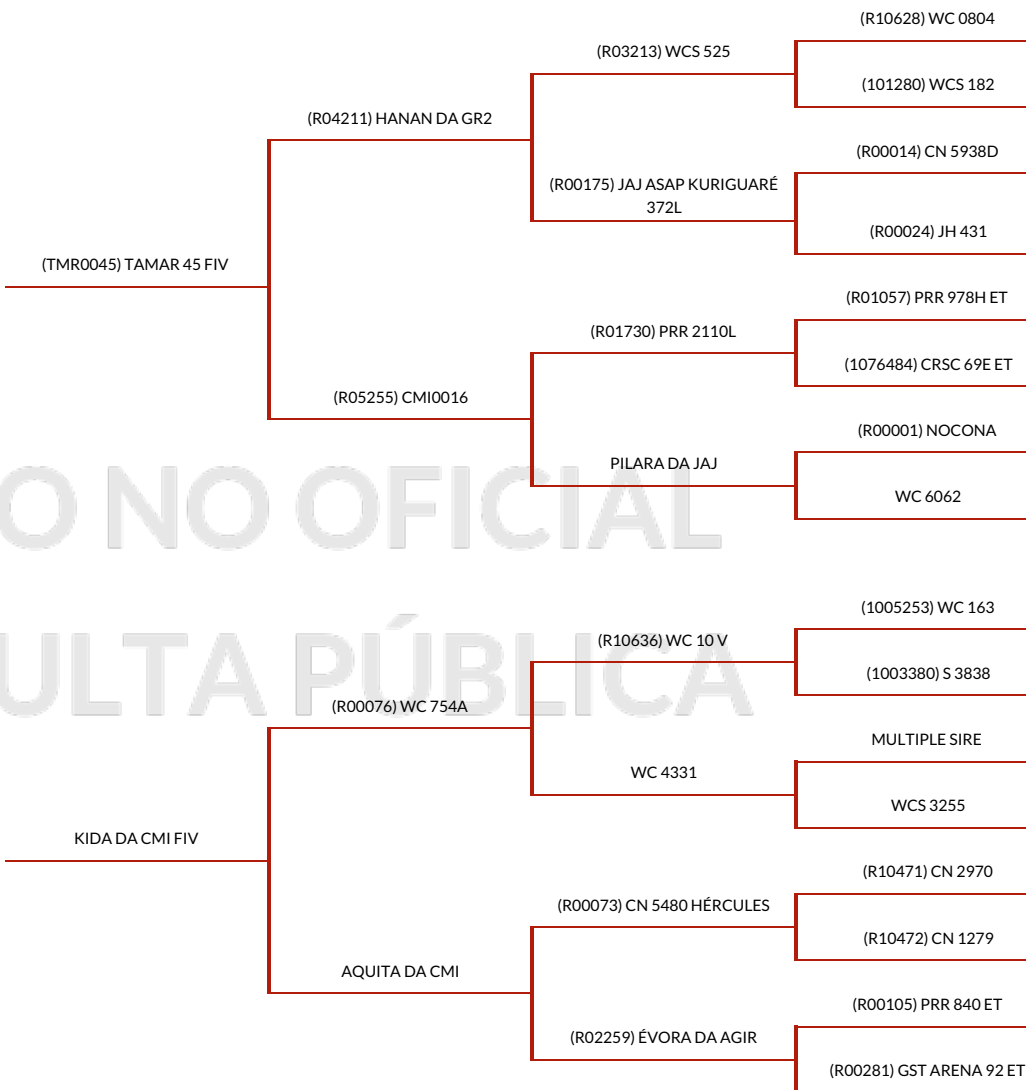 (R10628) WC 0804
(R03213) WCS 525
(101280) WCS 182
(R04211) HANAN DA GR2
(R00014) CN 5938D
(R00175) JAJ ASAP KURIGUARÉ
372L
(R00024) JH 431
(TMR0045) TAMAR 45 FIV
(R01057) PRR 978H ET
(R01730) PRR 2110L
(1076484) CRSC 69E ET
(R05255) CMI0016
(R00001) NOCONA
PILARA DA JAJ
WC 6062
O NO OFICIAL
(1005253) WC 163
(R10636) WC 10 V
(1003380) S 3838
ULTA PÚBLICA
(R00076) WC 754A
MULTIPLE SIRE
WC 4331
WCS 3255
KIDA DA CMI FIV
(R10471) CN 2970
(R00073) CN 5480 HÉRCULES
(R10472) CN 1279
AQUITA DA CMI
(R00105) PRR 840 ET
(R02259) ÉVORA DA AGIR
(R00281) GST ARENA 92 ET